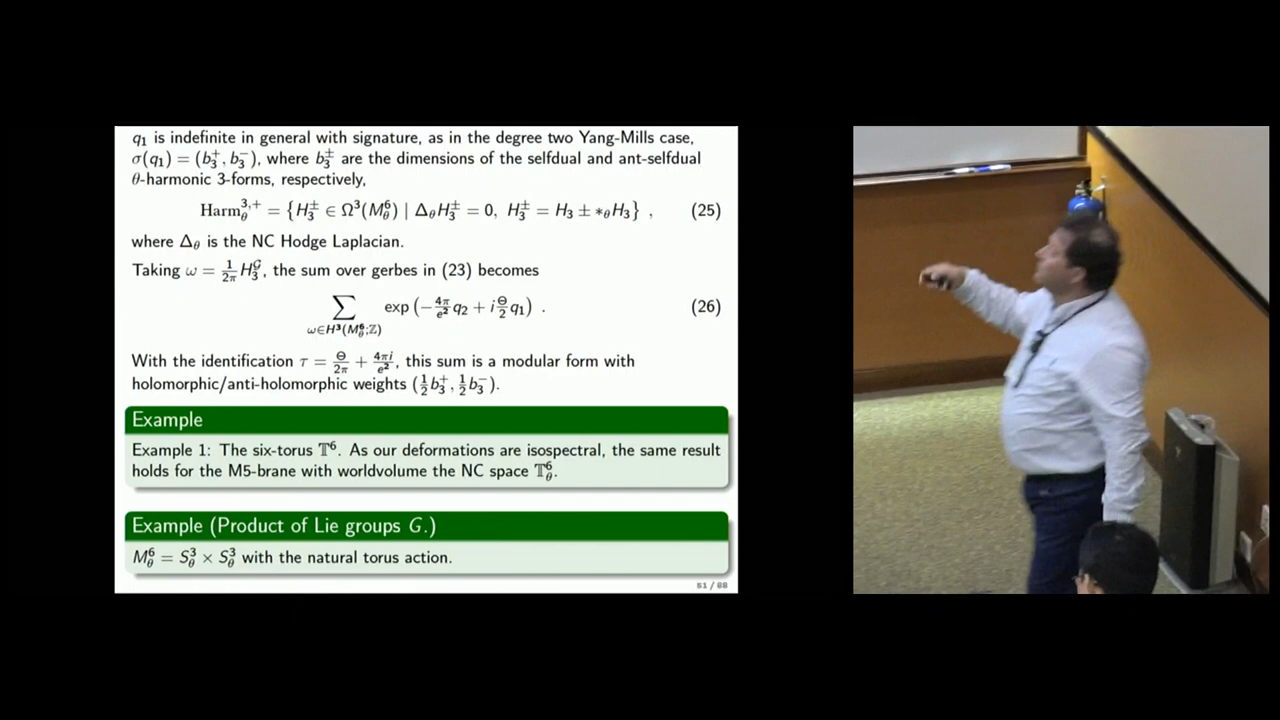 q₁ is indefinite in general with signature, as in the degree two Yang-Mills case,
σ(q₁) = (b₃⁺, b₃⁻), where b₃^± are the dimensions of the selfdual and ant-selfdual
θ-harmonic 3-forms, respectively,
Harm_θ^{3,+} = {H₃^± ∈ Ω³(M_θ⁶) | Δ_θH₃^± = 0, H₃^± = H₃ ± *_θH₃} , (25)
where Δ_θ is the NC Hodge Laplacian.
Taking ω = 1/2π H₃^𝒢, the sum over gerbes in (23) becomes
∑_{ω∈H³(M_θ⁶;ℤ)} exp (−4π/e² q₂ + i Θ/2 q₁) . (26)
With the identification τ = Θ/2π + 4πi/e², this sum is a modular form with
holomorphic/anti-holomorphic weights (½b₃⁺, ½b₃⁻).
Example
Example 1: The six-torus 𝕋⁶. As our deformations are isospectral, the same result
holds for the M5-brane with worldvolume the NC space 𝕋_θ⁶.
Example (Product of Lie groups G.)
M_θ⁶ = S_θ³ × S_θ³ with the natural torus action.
51 / 88